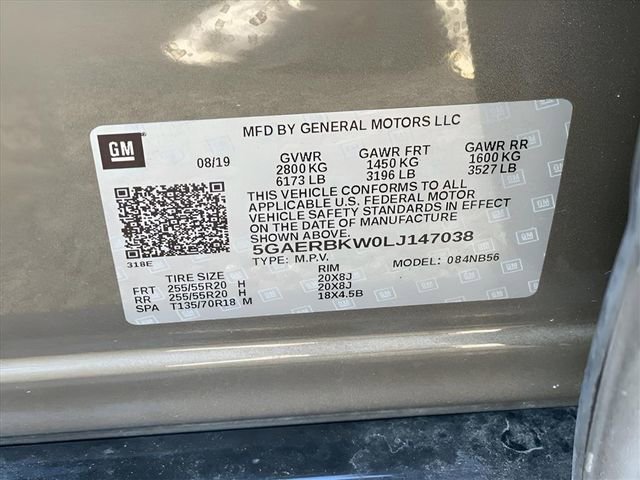 MFD BY GENERAL MOTORS LLC
GM
08/19 GVWR GAWR FRT GAWR RR
2800 KG 1450 KG 1600 KG
6173 LB 3196 LB 3527 LB
THIS VEHICLE CONFORMS TO ALL
APPLICABLE U.S. FEDERAL MOTOR
VEHICLE SAFETY STANDARDS IN EFFECT
ON THE DATE OF MANUFACTURE
SHOWN ABOVE.
5GAERBKW0LJ147038
318E
TYPE: M.P.V. MODEL: 084NB56
TIRE SIZE RIM
FRT 255/55R20 H 20X8J
RR 255/55R20 H 20X8J
SPA T135/70R18 M 18X4.5B